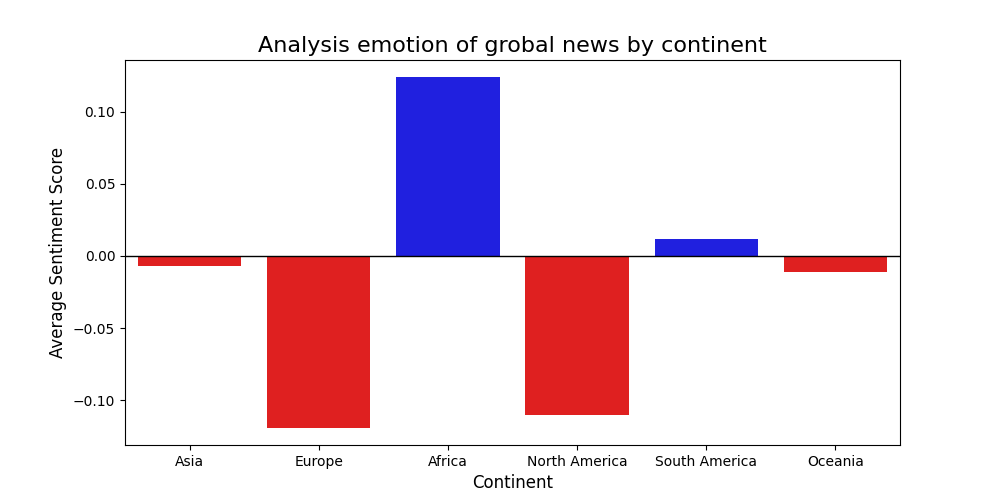 Analysis emotion of grobal news by continent
Average Sentiment Score
0.10
0.05
0.00
−0.05
−0.10
Asia
Europe
Africa
North America
South America
Oceania
Continent